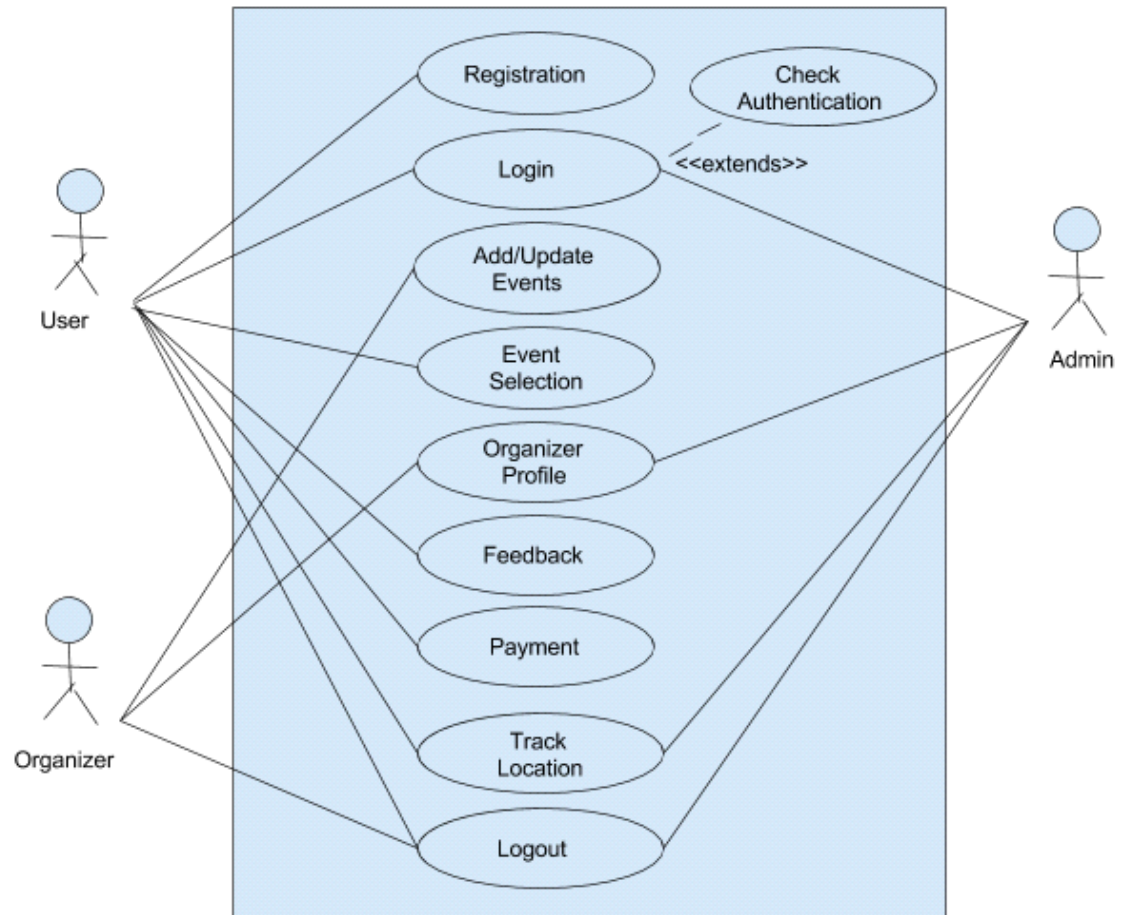 Registration
Check
Authentication
Login
<<extends>>
Add/Update
Events
User
Event
Selection
Admin
Organizer
Profile
Feedback
Payment
Track
Location
Organizer
Logout